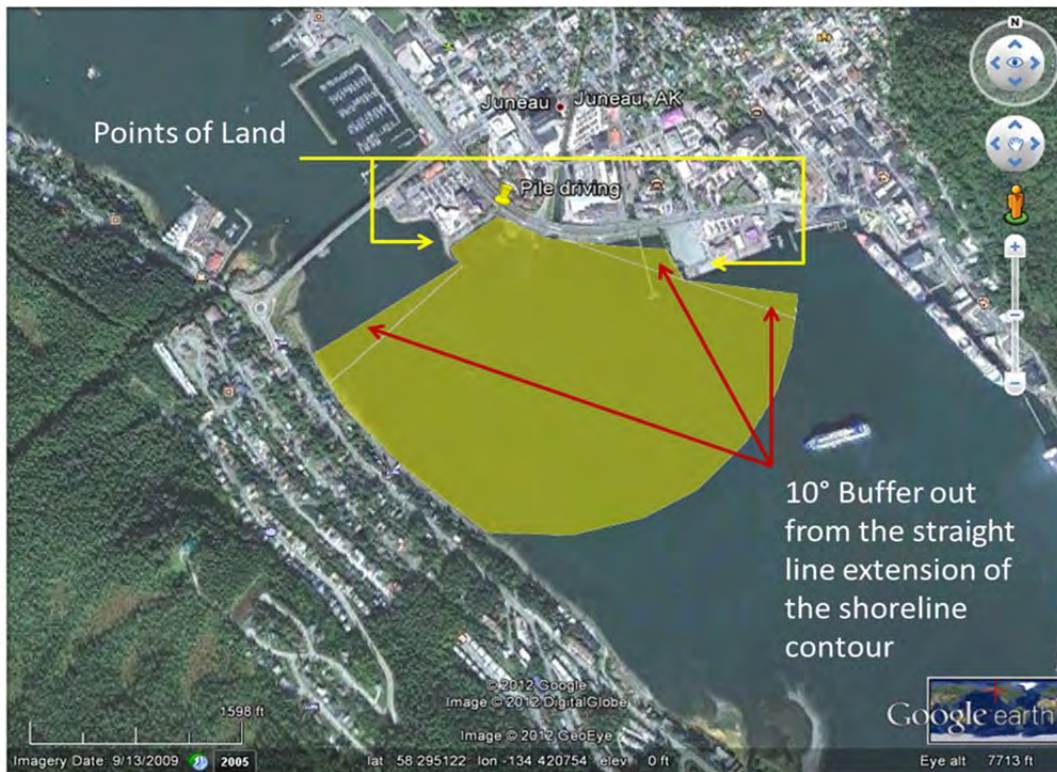 N
Juneau
Juneau, AK
Points of Land
Pile driving
10° Buffer out
from the straight
line extension of
the shoreline
contour
© 2012 Google
Image © 2012 DigitalGlobe
Image © 2012 GeoEye
1598 ft
Google earth
Imagery Date 9/13/2009
2005
lat 58 295122 lon -134 420754 elev 0 ft
Eye alt 7713 ft